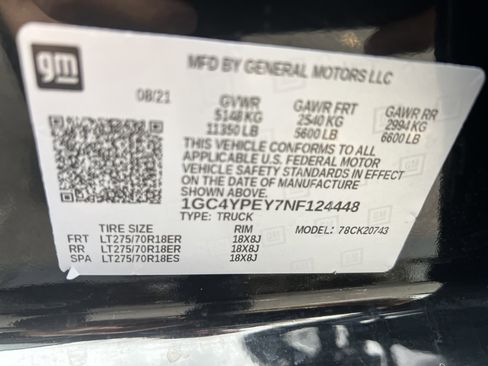 gm
MFD BY GENERAL MOTORS LLC
08/21 GVWR GAWR FRT GAWR RR
5148 KG 2540 KG 2994 KG
11350 LB 5600 LB 6600 LB
THIS VEHICLE CONFORMS TO ALL
APPLICABLE U.S. FEDERAL MOTOR
VEHICLE SAFETY STANDARDS IN
EFFECT ON THE DATE OF MANUFACTURE
SHOWN ABOVE.
1GC4YPEY7NF124448
TYPE: TRUCK
TIRE SIZE RIM MODEL: 78CK20743
FRT LT275/70R18ER 18X8J
RR LT275/70R18ER 18X8J
SPA LT275/70R18ES 18X8J